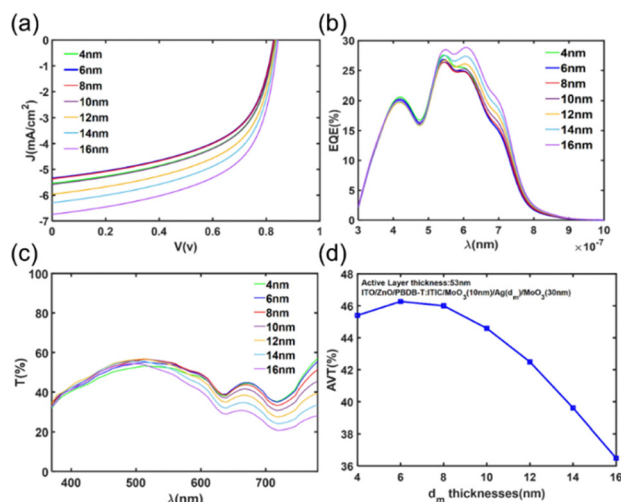 (a)
0
-1
-2
-3
-4
-5
-6
-7
J(mA/cm²)
4nm
6nm
8nm
10nm
12nm
14nm
16nm
0 0.2 0.4 0.6 0.8 1
V(v)
(b)
30
25
20
15
10
5
0
EQE(%)
4nm
6nm
8nm
10nm
12nm
14nm
16nm
3 4 5 6 7 8 9 10
λ(nm) ×10⁻⁷
(c)
100
80
60
40
20
0
T(%)
4nm
6nm
8nm
10nm
12nm
14nm
16nm
400 500 600 700
λ(nm)
(d)
48
46
44
42
40
38
36
AVT(%)
Active Layer thickness:53nm
ITO/ZnO/PBDB-T:ITIC/MoO₃(10nm)/Ag(dₘ)/MoO₃(30nm)
4 6 8 10 12 14 16
dₘ thicknesses(nm)